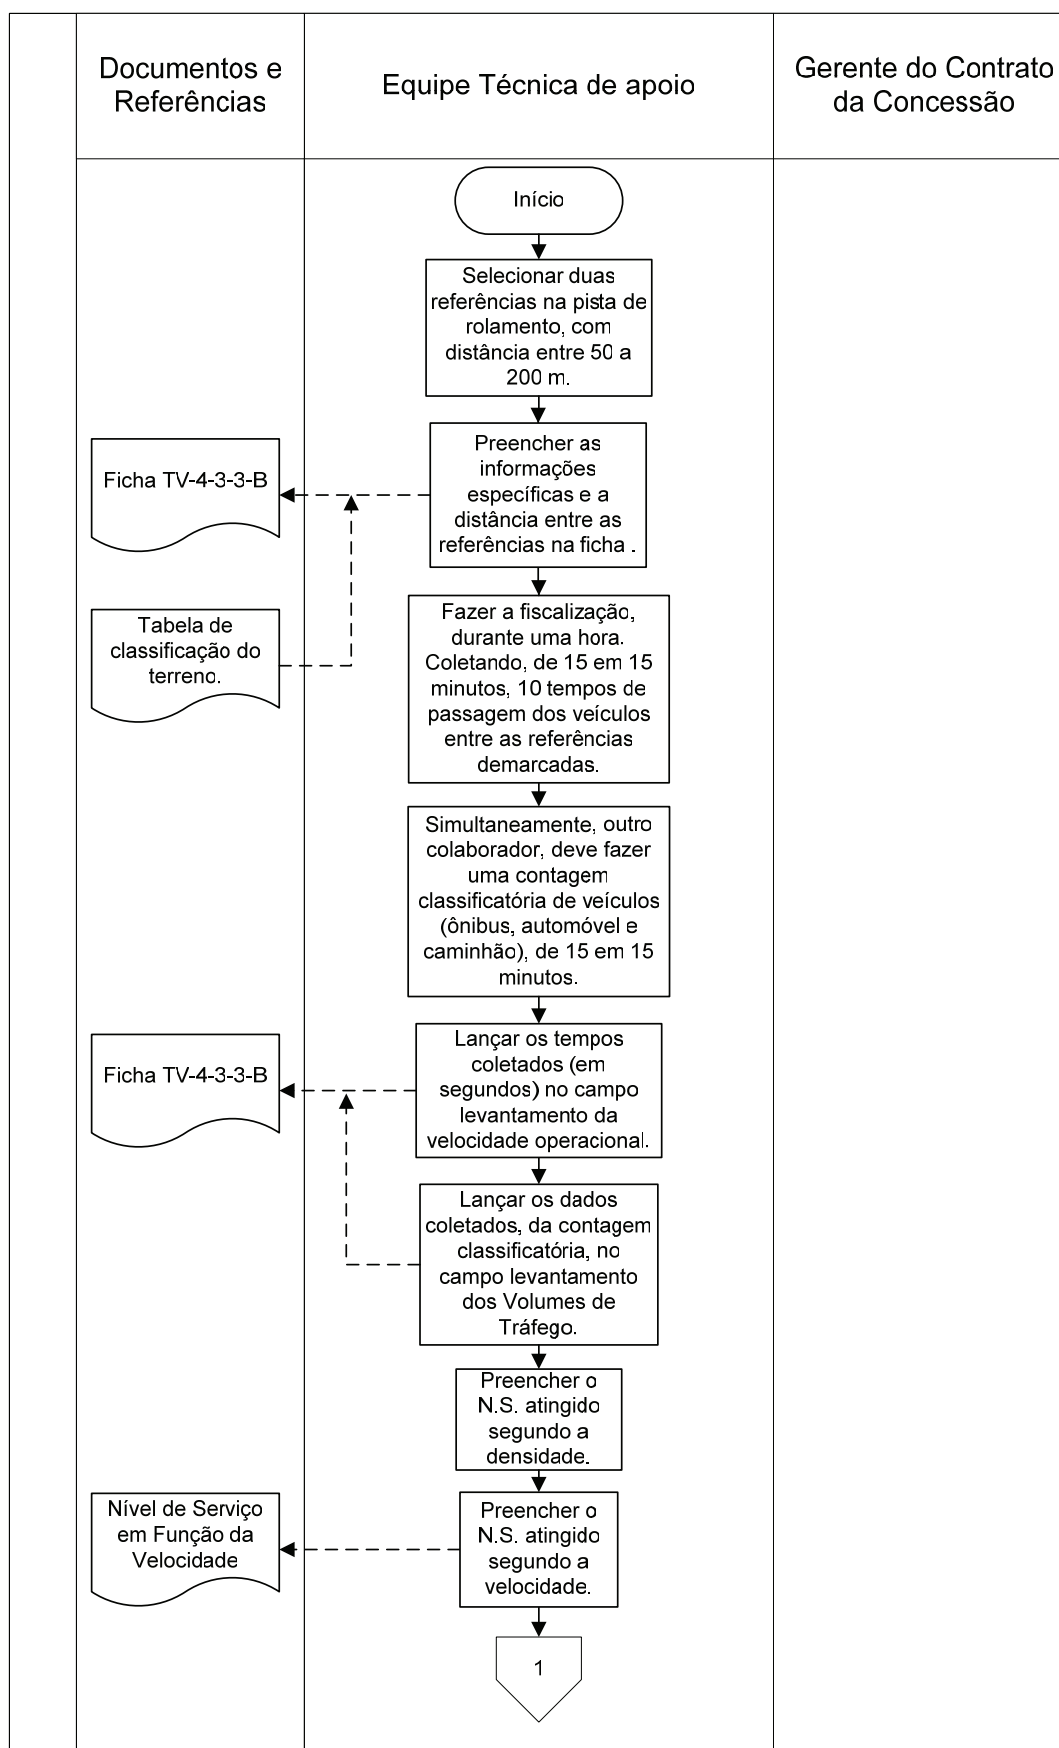 Documentos e
Referências
Equipe Técnica de apoio
Gerente do Contrato
da Concessão
Início
Selecionar duas
referências na pista de
rolamento, com
distância entre 50 a
200 m.
Preencher as
informações
específicas e a
distância entre as
referências na ficha .
Ficha TV-4-3-3-B
Tabela de
classificação do
terreno.
Fazer a fiscalização,
durante uma hora.
Coletando, de 15 em 15
minutos, 10 tempos de
passagem dos veículos
entre as referências
demarcadas.
Simultaneamente, outro
colaborador, deve fazer
uma contagem
classificatória de veículos
(ônibus, automóvel e
caminhão), de 15 em 15
minutos.
Lançar os tempos
coletados (em
segundos) no campo
levantamento da
velocidade operacional.
Ficha TV-4-3-3-B
Lançar os dados
coletados, da contagem
classificatória, no
campo levantamento
dos Volumes de
Tráfego.
Preencher o
N.S. atingido
segundo a
densidade.
Preencher o
N.S. atingido
segundo a
velocidade.
Nível de Serviço
em Função da
Velocidade
1